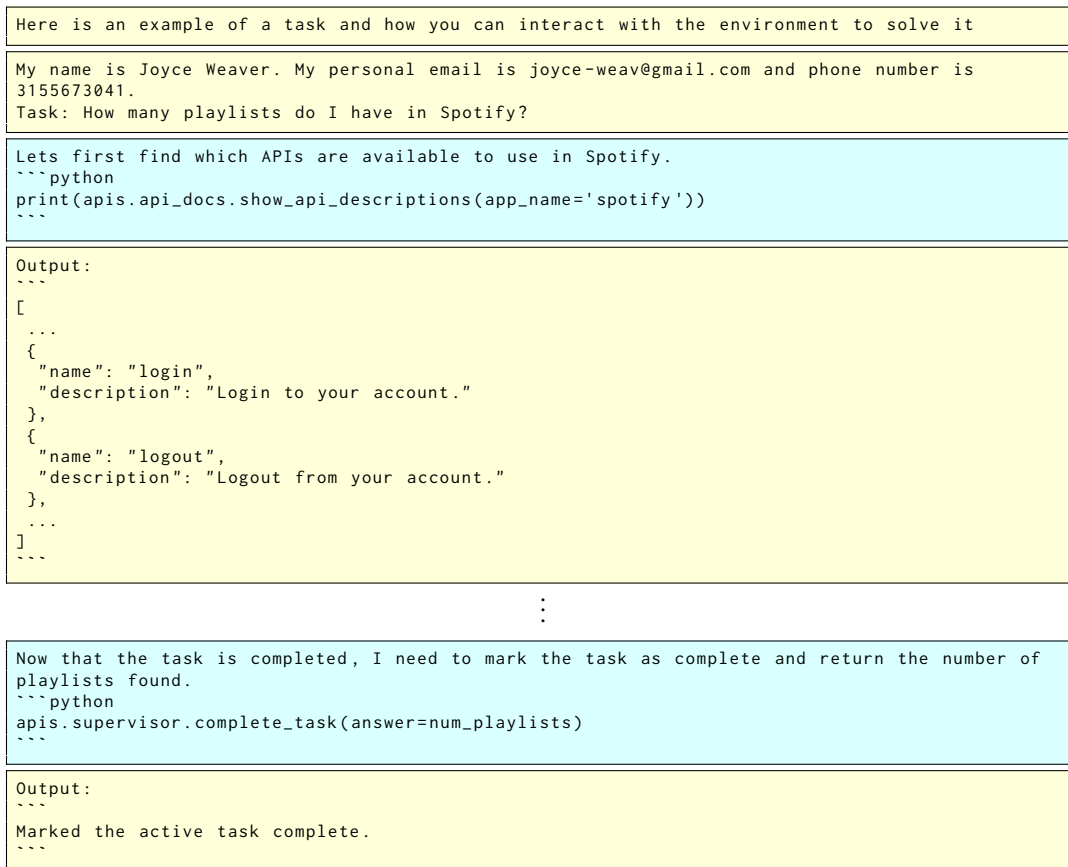 Here is an example of a task and how you can interact with the environment to solve it
My name is Joyce Weaver. My personal email is joyce-weav@gmail.com and phone number is
3155673041.
Task: How many playlists do I have in Spotify?
Lets first find which APIs are available to use in Spotify.
```python
print(apis.api_docs.show_api_descriptions(app_name='spotify'))
```
Output:
```
[
 ...
 {
  "name": "login",
  "description": "Login to your account."
 },
 {
  "name": "logout",
  "description": "Logout from your account."
 },
 ...
]
```
⋮
Now that the task is completed, I need to mark the task as complete and return the number of
playlists found.
```python
apis.supervisor.complete_task(answer=num_playlists)
```
Output:
```
Marked the active task complete.
```